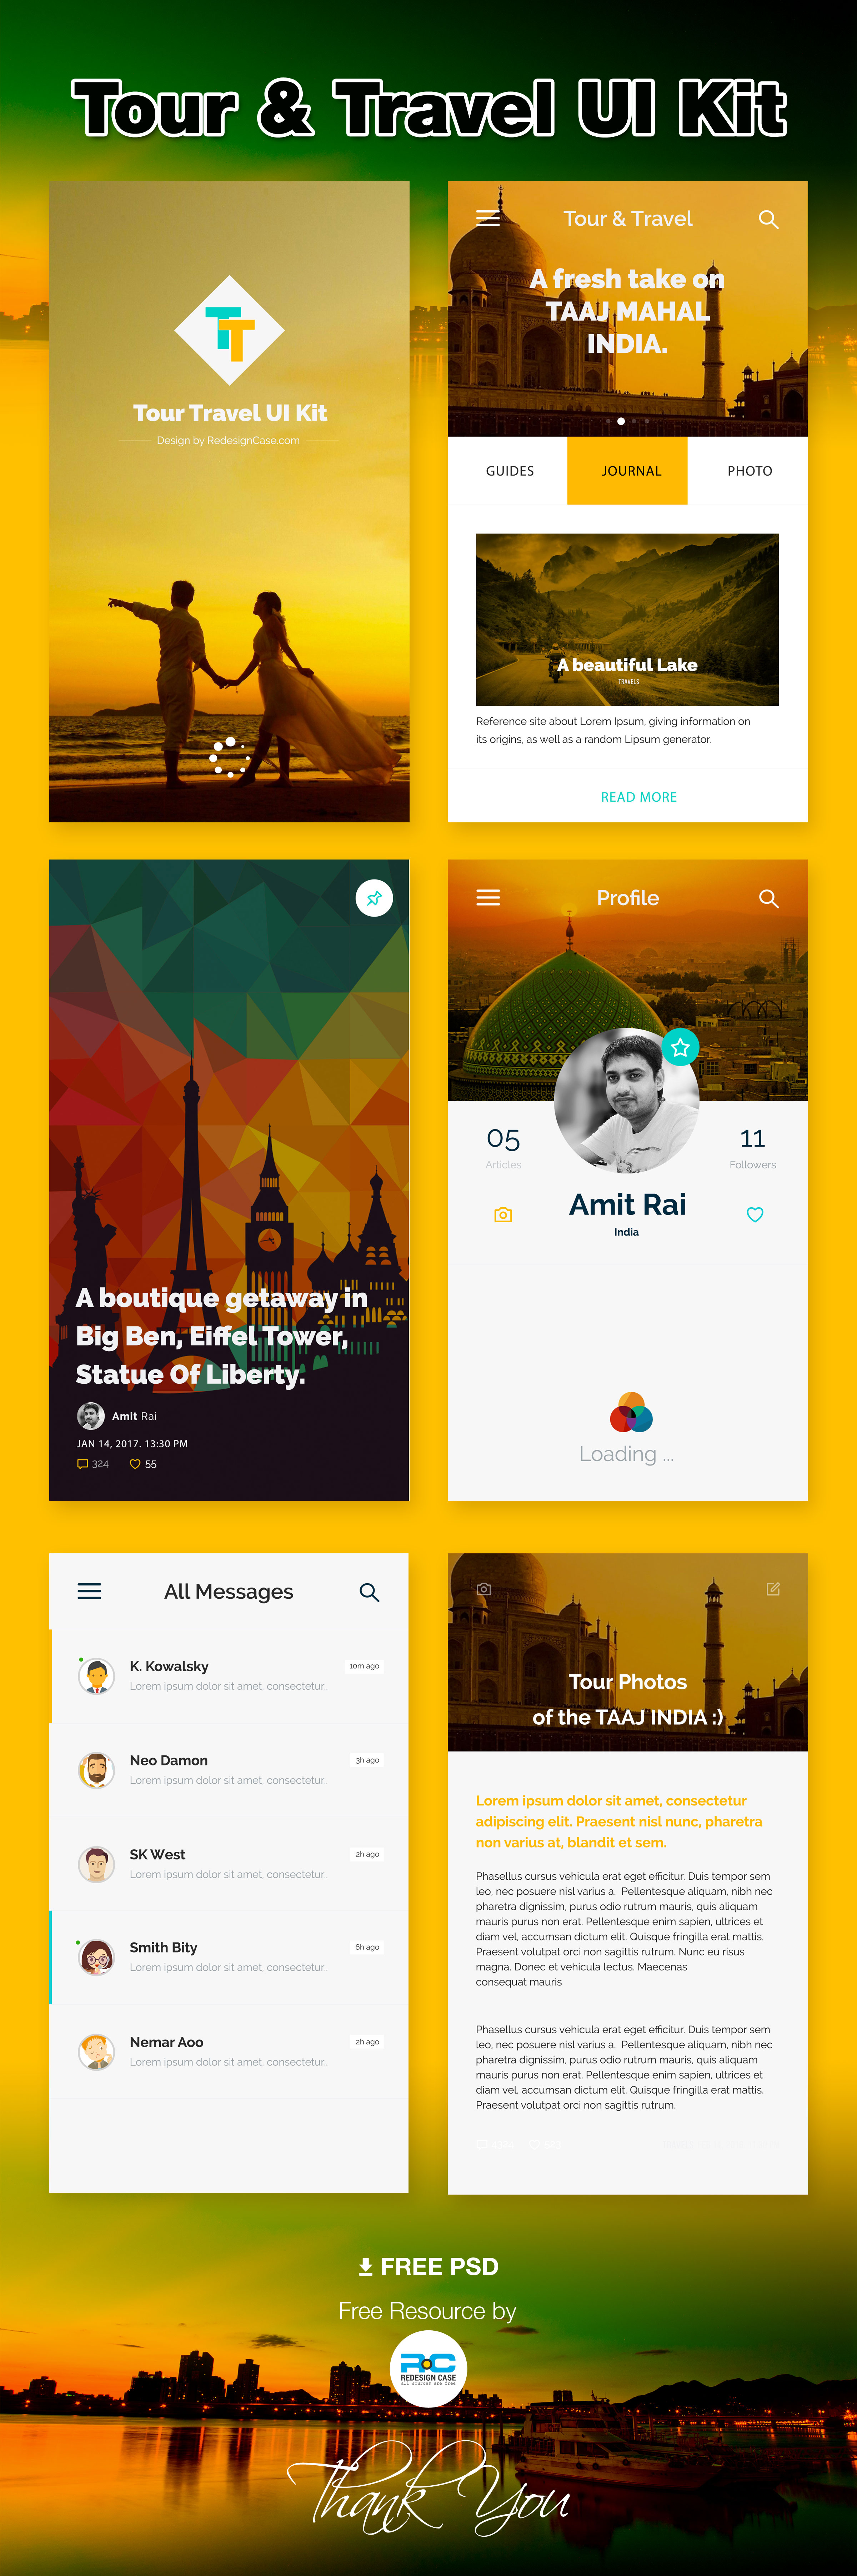 Tour & Travel UI Kit
TT
Tour Travel UI Kit
Design by RedesignCase.com
Tour & Travel
A fresh take on
TAAJ MAHAL
INDIA.
GUIDES
JOURNAL
PHOTO
A beautiful Lake
TRAVELS
Reference site about Lorem Ipsum, giving information on
its origins, as well as a random Lipsum generator.
READ MORE
A boutique getaway in
Big Ben, Eiffel Tower,
Statue Of Liberty.
Amit Rai
JAN 14, 2017. 13:30 PM
324 55
Profile
05
Articles
11
Followers
Amit Rai
India
Loading ...
All Messages
K. Kowalsky
10m ago
Lorem ipsum dolor sit amet, consectetur..
Neo Damon
3h ago
Lorem ipsum dolor sit amet, consectetur..
SK West
2h ago
Lorem ipsum dolor sit amet, consectetur..
Smith Bity
6h ago
Lorem ipsum dolor sit amet, consectetur..
Nemar Aoo
2h ago
Lorem ipsum dolor sit amet, consectetur..
Tour Photos
of the TAAJ INDIA :)
Lorem ipsum dolor sit amet, consectetur
adipiscing elit. Praesent nisl nunc, pharetra
non varius at, blandit et sem.
Phasellus cursus vehicula erat eget efficitur. Duis tempor sem
leo, nec posuere nisl varius a. Pellentesque aliquam, nibh nec
pharetra dignissim, purus odio rutrum mauris, quis aliquam
mauris purus non erat. Pellentesque enim sapien, ultrices et
diam vel, accumsan dictum elit. Quisque fringilla erat mattis.
Praesent volutpat orci non sagittis rutrum. Nunc eu risus
magna. Donec et vehicula lectus. Maecenas
consequat mauris
Phasellus cursus vehicula erat eget efficitur. Duis tempor sem
leo, nec posuere nisl varius a. Pellentesque aliquam, nibh nec
pharetra dignissim, purus odio rutrum mauris, quis aliquam
mauris purus non erat. Pellentesque enim sapien, ultrices et
diam vel, accumsan dictum elit. Quisque fringilla erat mattis.
Praesent volutpat orci non sagittis rutrum.
FREE PSD
Free Resource by
RC
REDESIGN CASE
all sources are free
Thank You